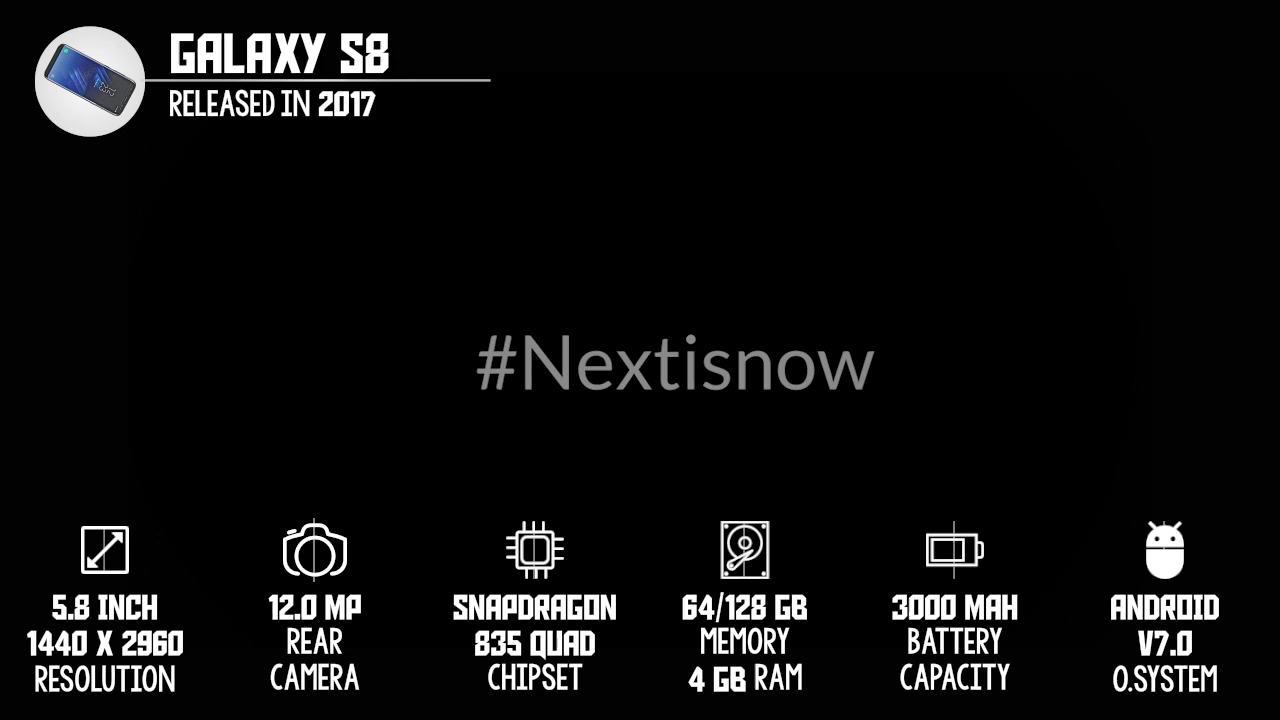 GALAXY S8
RELEASED IN 2017
#Nextisnow
5.8 INCH
1440 X 2960
RESOLUTION
12.0 MP
REAR
CAMERA
SNAPDRAGON
835 QUAD
CHIPSET
64/128 GB
MEMORY
4 GB RAM
3000 MAH
BATTERY
CAPACITY
ANDROID
V7.0
O.SYSTEM